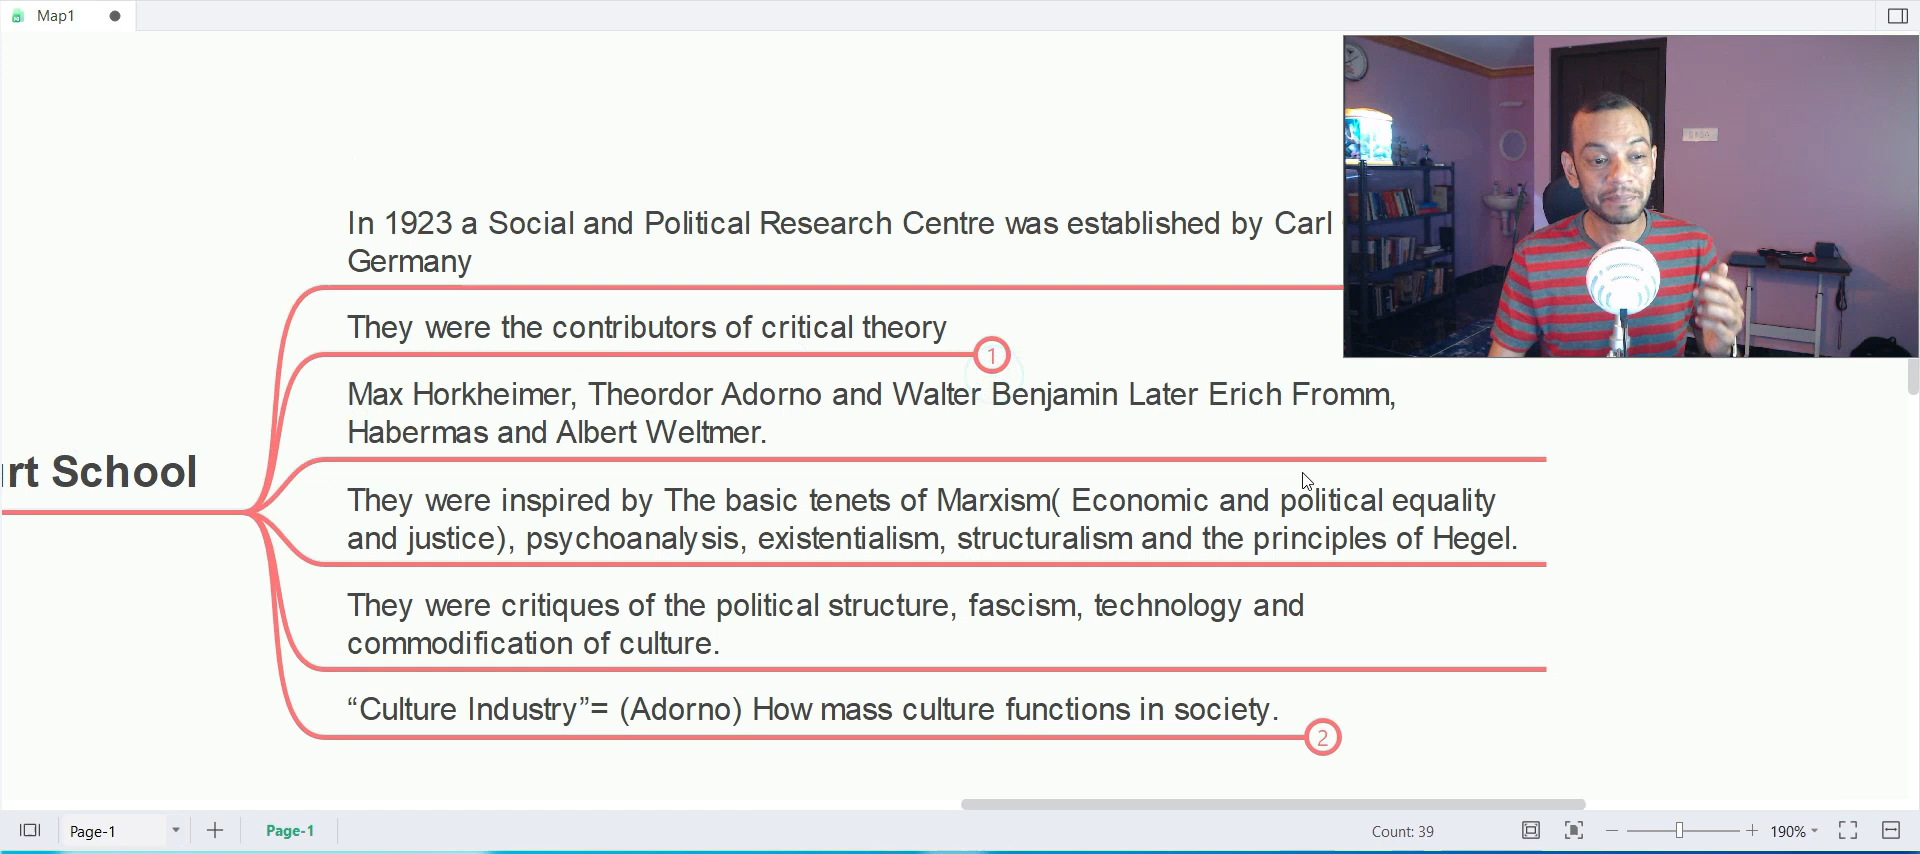 Map1
In 1923 a Social and Political Research Centre was established by Carl
Germany
They were the contributors of critical theory
1
Max Horkheimer, Theordor Adorno and Walter Benjamin Later Erich Fromm,
Habermas and Albert Weltmer.
rt School
They were inspired by The basic tenets of Marxism( Economic and political equality
and justice), psychoanalysis, existentialism, structuralism and the principles of Hegel.
They were critiques of the political structure, fascism, technology and
commodification of culture.
“Culture Industry”= (Adorno) How mass culture functions in society.
2
Page-1
Page-1
Count: 39
190%